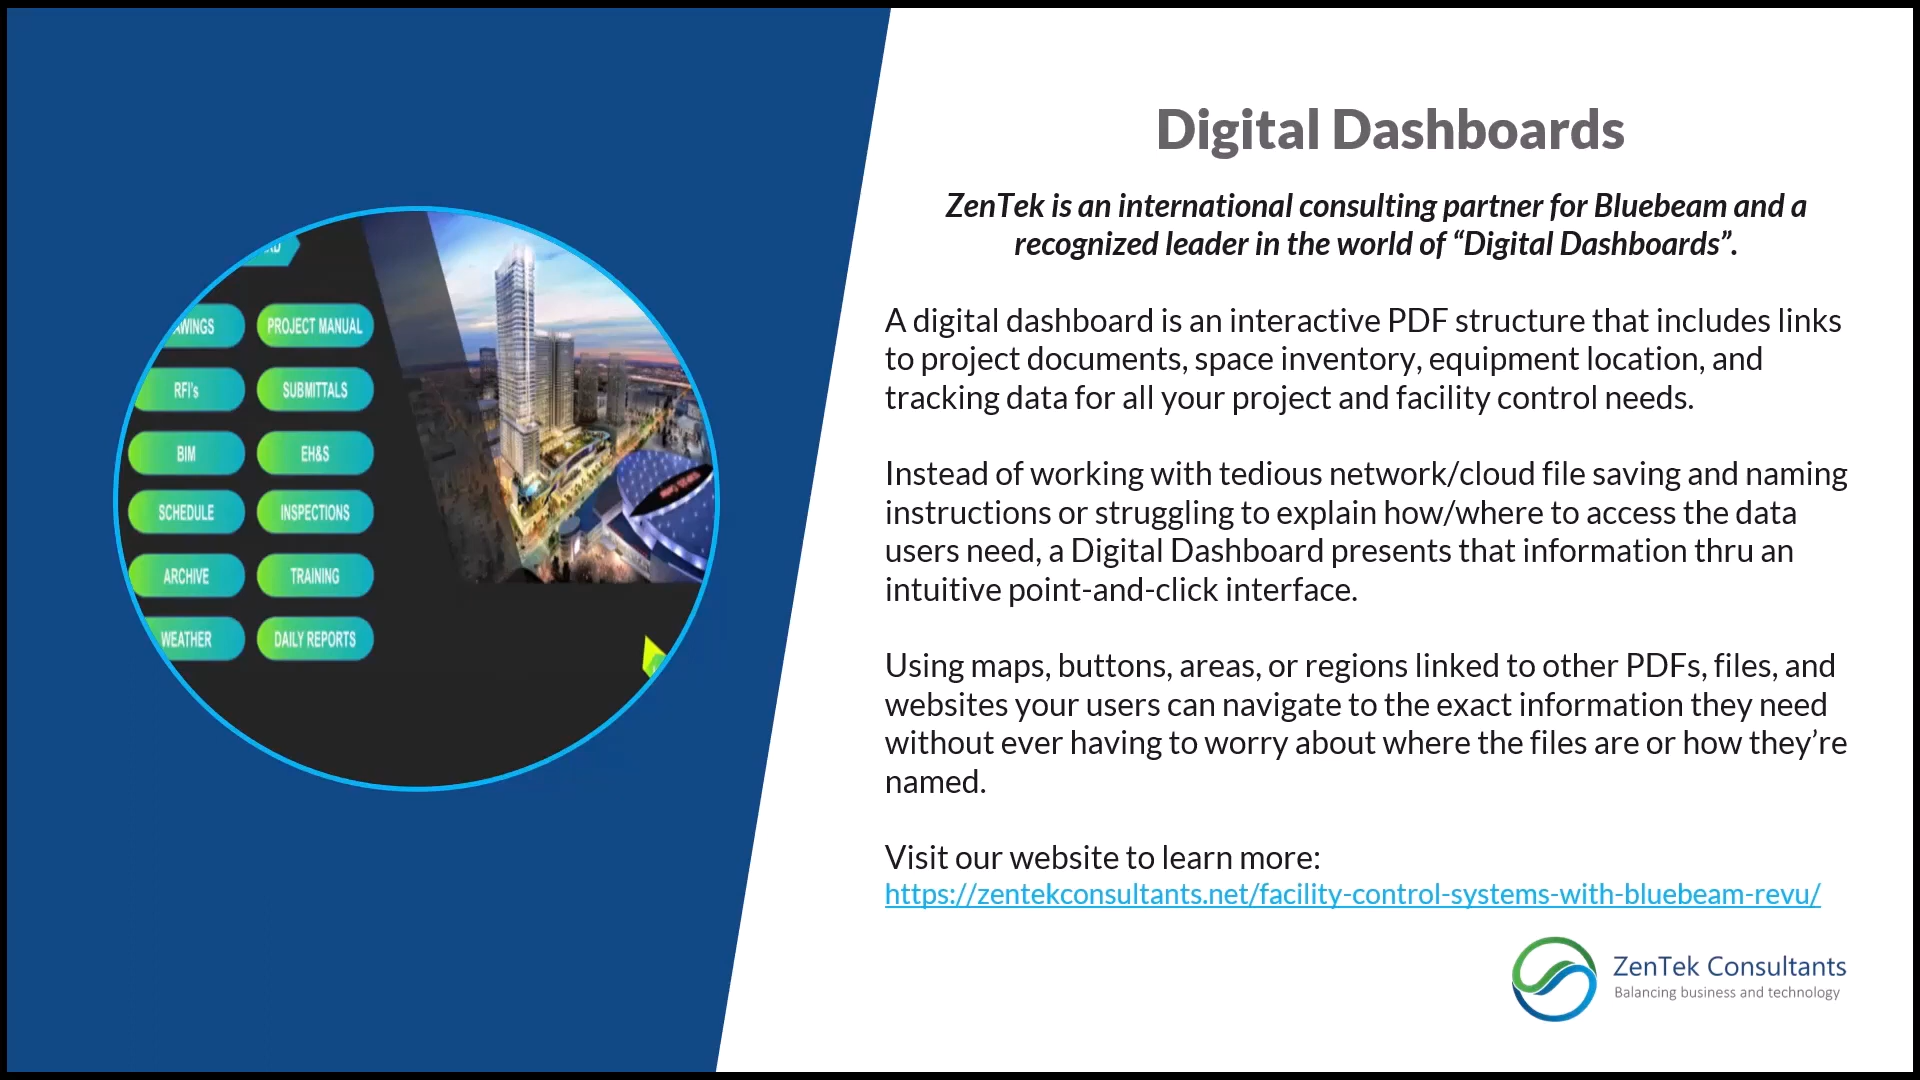 Digital Dashboards
ZenTek is an international consulting partner for Bluebeam and a
recognized leader in the world of “Digital Dashboards”.
A digital dashboard is an interactive PDF structure that includes links
to project documents, space inventory, equipment location, and
tracking data for all your project and facility control needs.
Instead of working with tedious network/cloud file saving and naming
instructions or struggling to explain how/where to access the data
users need, a Digital Dashboard presents that information thru an
intuitive point-and-click interface.
Using maps, buttons, areas, or regions linked to other PDFs, files, and
websites your users can navigate to the exact information they need
without ever having to worry about where the files are or how they’re
named.
Visit our website to learn more:
https://zentekconsultants.net/facility-control-systems-with-bluebeam-revu/
ZenTek Consultants
Balancing business and technology
AWINGS
PROJECT MANUAL
RFI's
SUBMITTALS
BIM
EH&S
SCHEDULE
INSPECTIONS
ARCHIVE
TRAINING
WEATHER
DAILY REPORTS